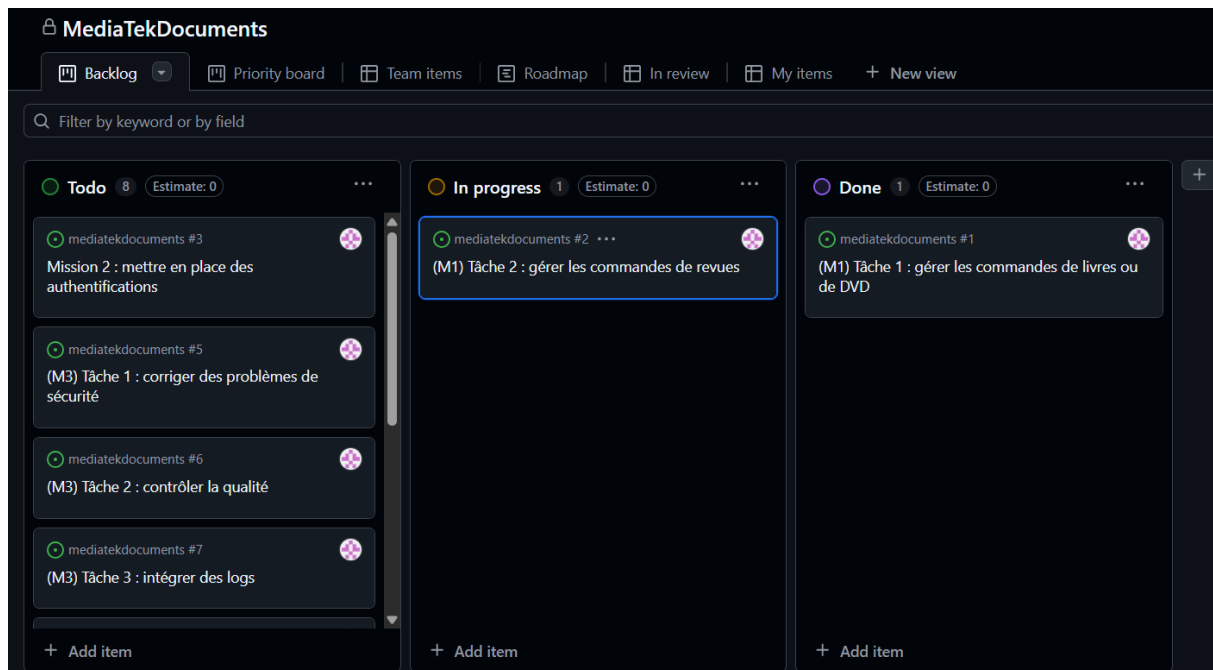 MediaTekDocuments
Backlog Priority board Team items Roadmap In review My items + New view
Filter by keyword or by field
Todo 8 Estimate: 0 ...
mediatekdocuments #3
Mission 2 : mettre en place des
authentifications
mediatekdocuments #5
(M3) Tâche 1 : corriger des problèmes de
sécurité
mediatekdocuments #6
(M3) Tâche 2 : contrôler la qualité
mediatekdocuments #7
(M3) Tâche 3 : intégrer des logs
+ Add item
In progress 1 Estimate: 0 ...
mediatekdocuments #2 ...
(M1) Tâche 2 : gérer les commandes de revues
+ Add item
Done 1 Estimate: 0 ...
mediatekdocuments #1
(M1) Tâche 1 : gérer les commandes de livres ou
de DVD
+ Add item
+